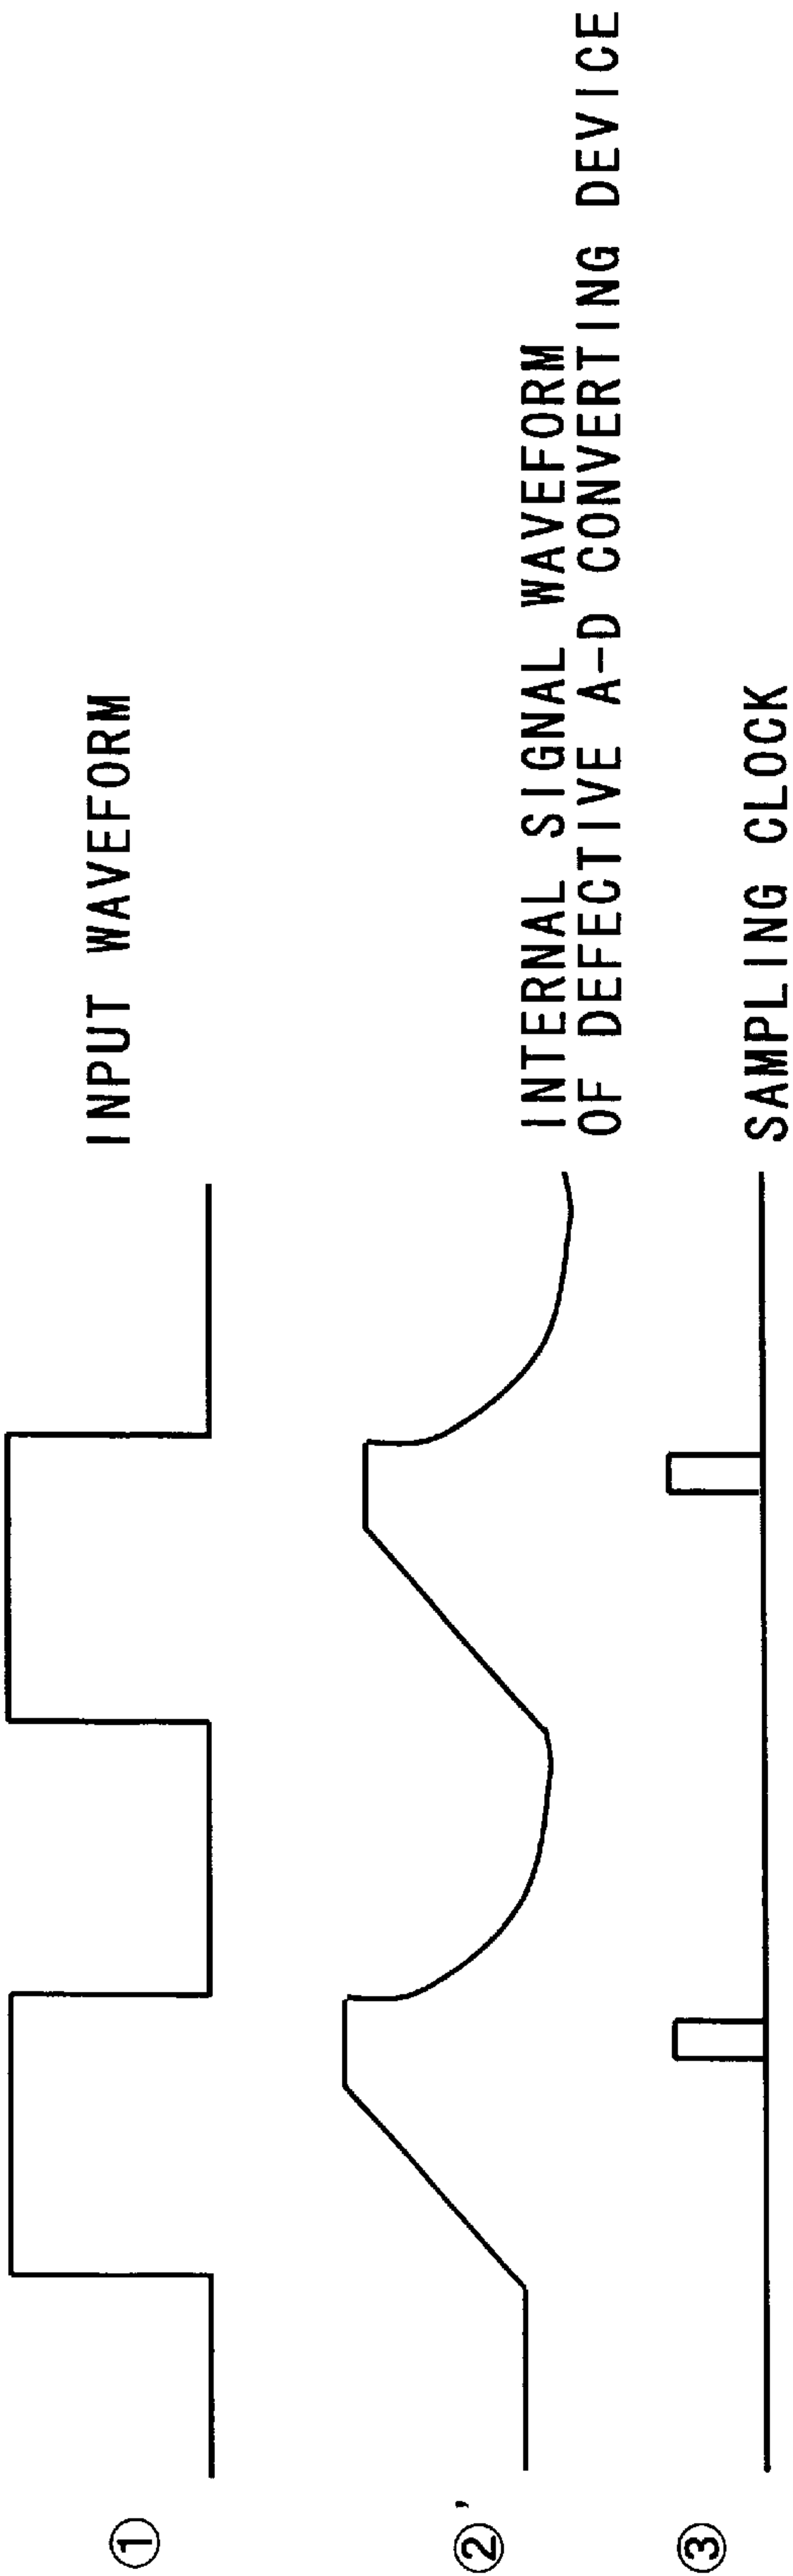 ① INPUT WAVEFORM
②' INTERNAL SIGNAL WAVEFORM
OF DEFECTIVE A-D CONVERTING DEVICE
③ SAMPLING CLOCK